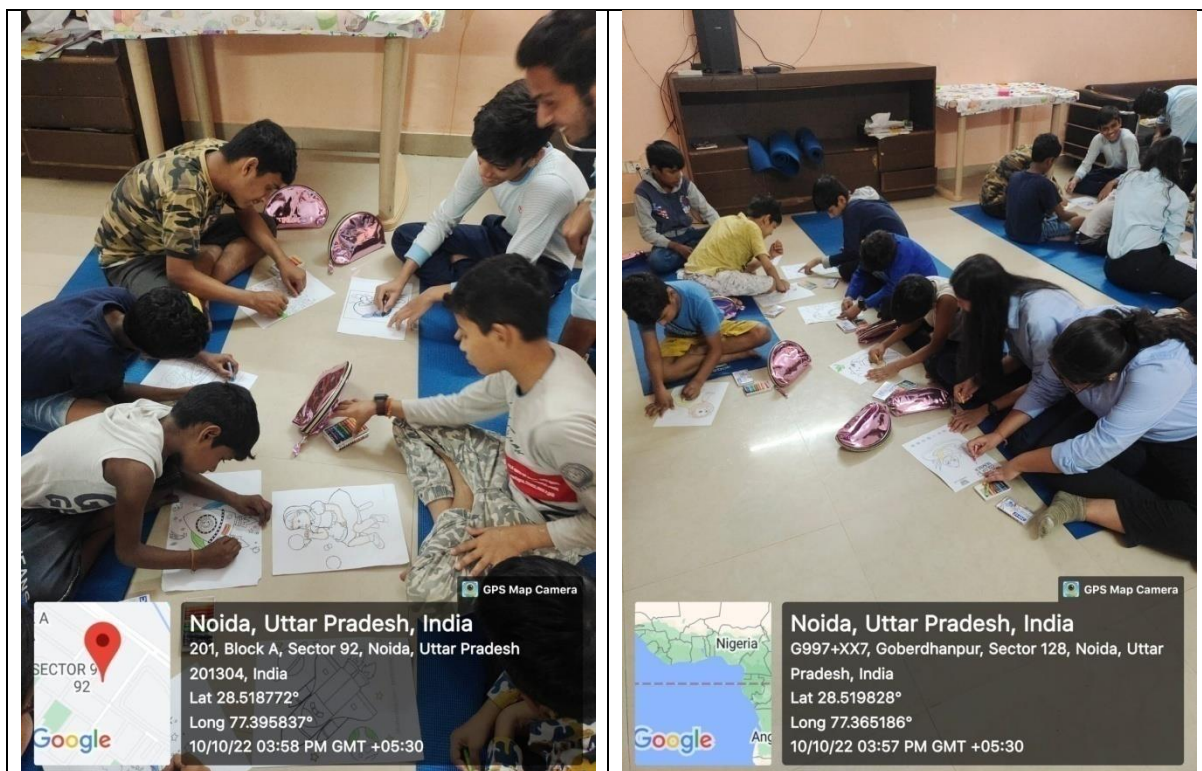 GPS Map Camera
A
SECTOR 9
92
Google
Noida, Uttar Pradesh, India
201, Block A, Sector 92, Noida, Uttar Pradesh
201304, India
Lat 28.518772°
Long 77.395837°
10/10/22 03:58 PM GMT +05:30
GPS Map Camera
Nigeria
Ang
Google
Noida, Uttar Pradesh, India
G997+XX7, Goberdhanpur, Sector 128, Noida, Uttar
Pradesh, India
Lat 28.519828°
Long 77.365186°
10/10/22 03:57 PM GMT +05:30